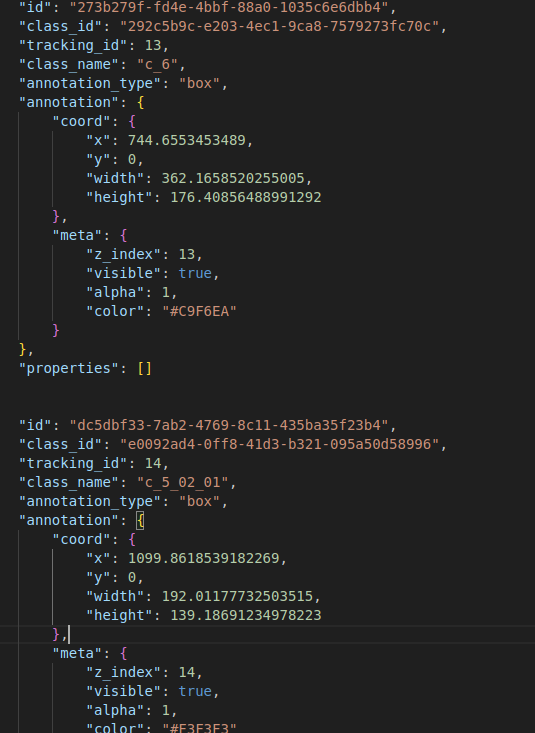 "id": "273b279f-fd4e-4bbf-88a0-1035c6e6dbb4",
"class_id": "292c5b9c-e203-4ec1-9ca8-7579273fc70c",
"tracking_id": 13,
"class_name": "c_6",
"annotation_type": "box",
"annotation": {
"coord": {
"x": 744.6553453489,
"y": 0,
"width": 362.1658520255005,
"height": 176.40856488991292
},
"meta": {
"z_index": 13,
"visible": true,
"alpha": 1,
"color": "#C9F6EA"
}
},
"properties": []
"id": "dc5dbf33-7ab2-4769-8c11-435ba35f23b4",
"class_id": "e0092ad4-0ff8-41d3-b321-095a50d58996",
"tracking_id": 14,
"class_name": "c_5_02_01",
"annotation_type": "box",
"annotation": {
"coord": {
"x": 1099.8618539182269,
"y": 0,
"width": 192.01177732503515,
"height": 139.18691234978223
},
"meta": {
"z_index": 14,
"visible": true,
"alpha": 1,
"color":